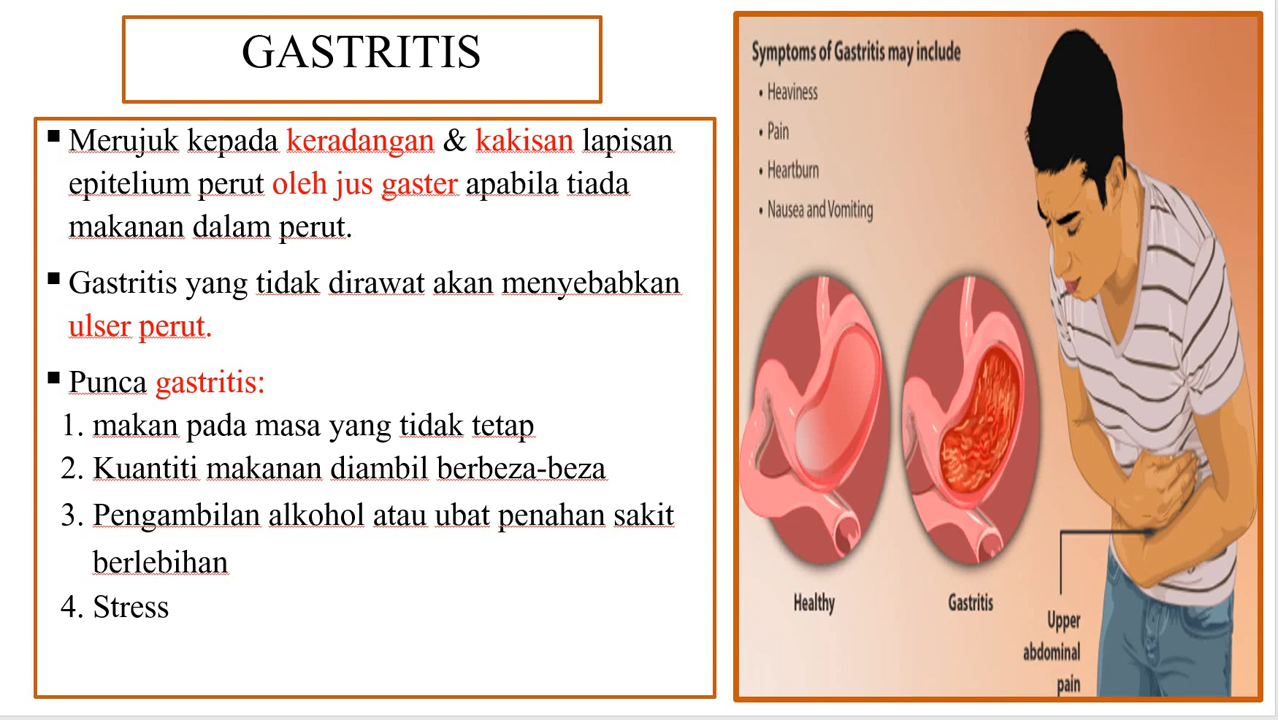 GASTRITIS
▪ Merujuk kepada keradangan & kakisan lapisan
epitelium perut oleh jus gaster apabila tiada
makanan dalam perut.
▪ Gastritis yang tidak dirawat akan menyebabkan
ulser perut.
▪ Punca gastritis:
1. makan pada masa yang tidak tetap
2. Kuantiti makanan diambil berbeza-beza
3. Pengambilan alkohol atau ubat penahan sakit
berlebihan
4. Stress
Symptoms of Gastritis may include
• Heaviness
• Pain
• Heartburn
• Nausea and Vomiting
Healthy
Gastritis
Upper
abdominal
pain